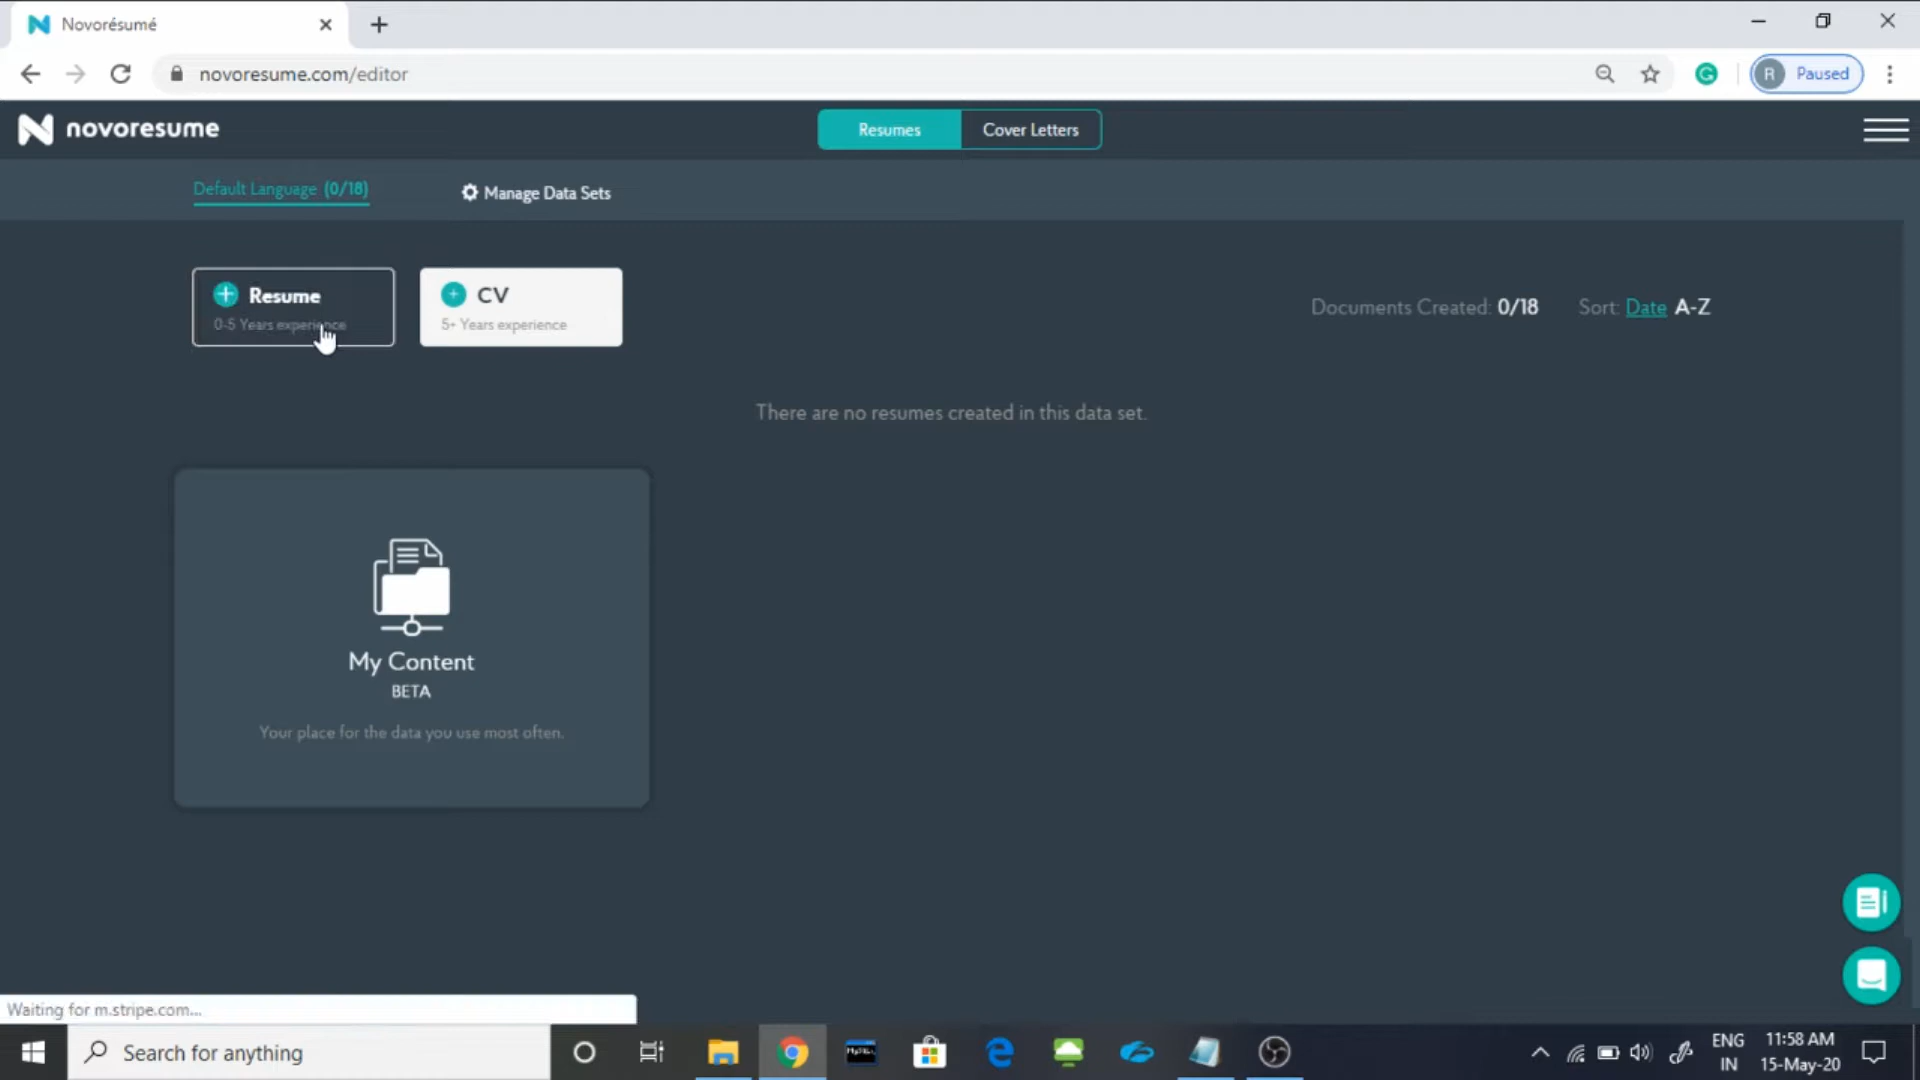 Novorésumé
novoresume.com/editor
R Paused
novoresume
Resumes
Cover Letters
Default Language (0/18)
Manage Data Sets
Resume
0-5 Years experience
CV
5+ Years experience
Documents Created: 0/18
Sort: Date A-Z
There are no resumes created in this data set.
My Content
BETA
Your place for the data you use most often.
Waiting for m.stripe.com...
Search for anything
ENG
IN
11:58 AM
15-May-20